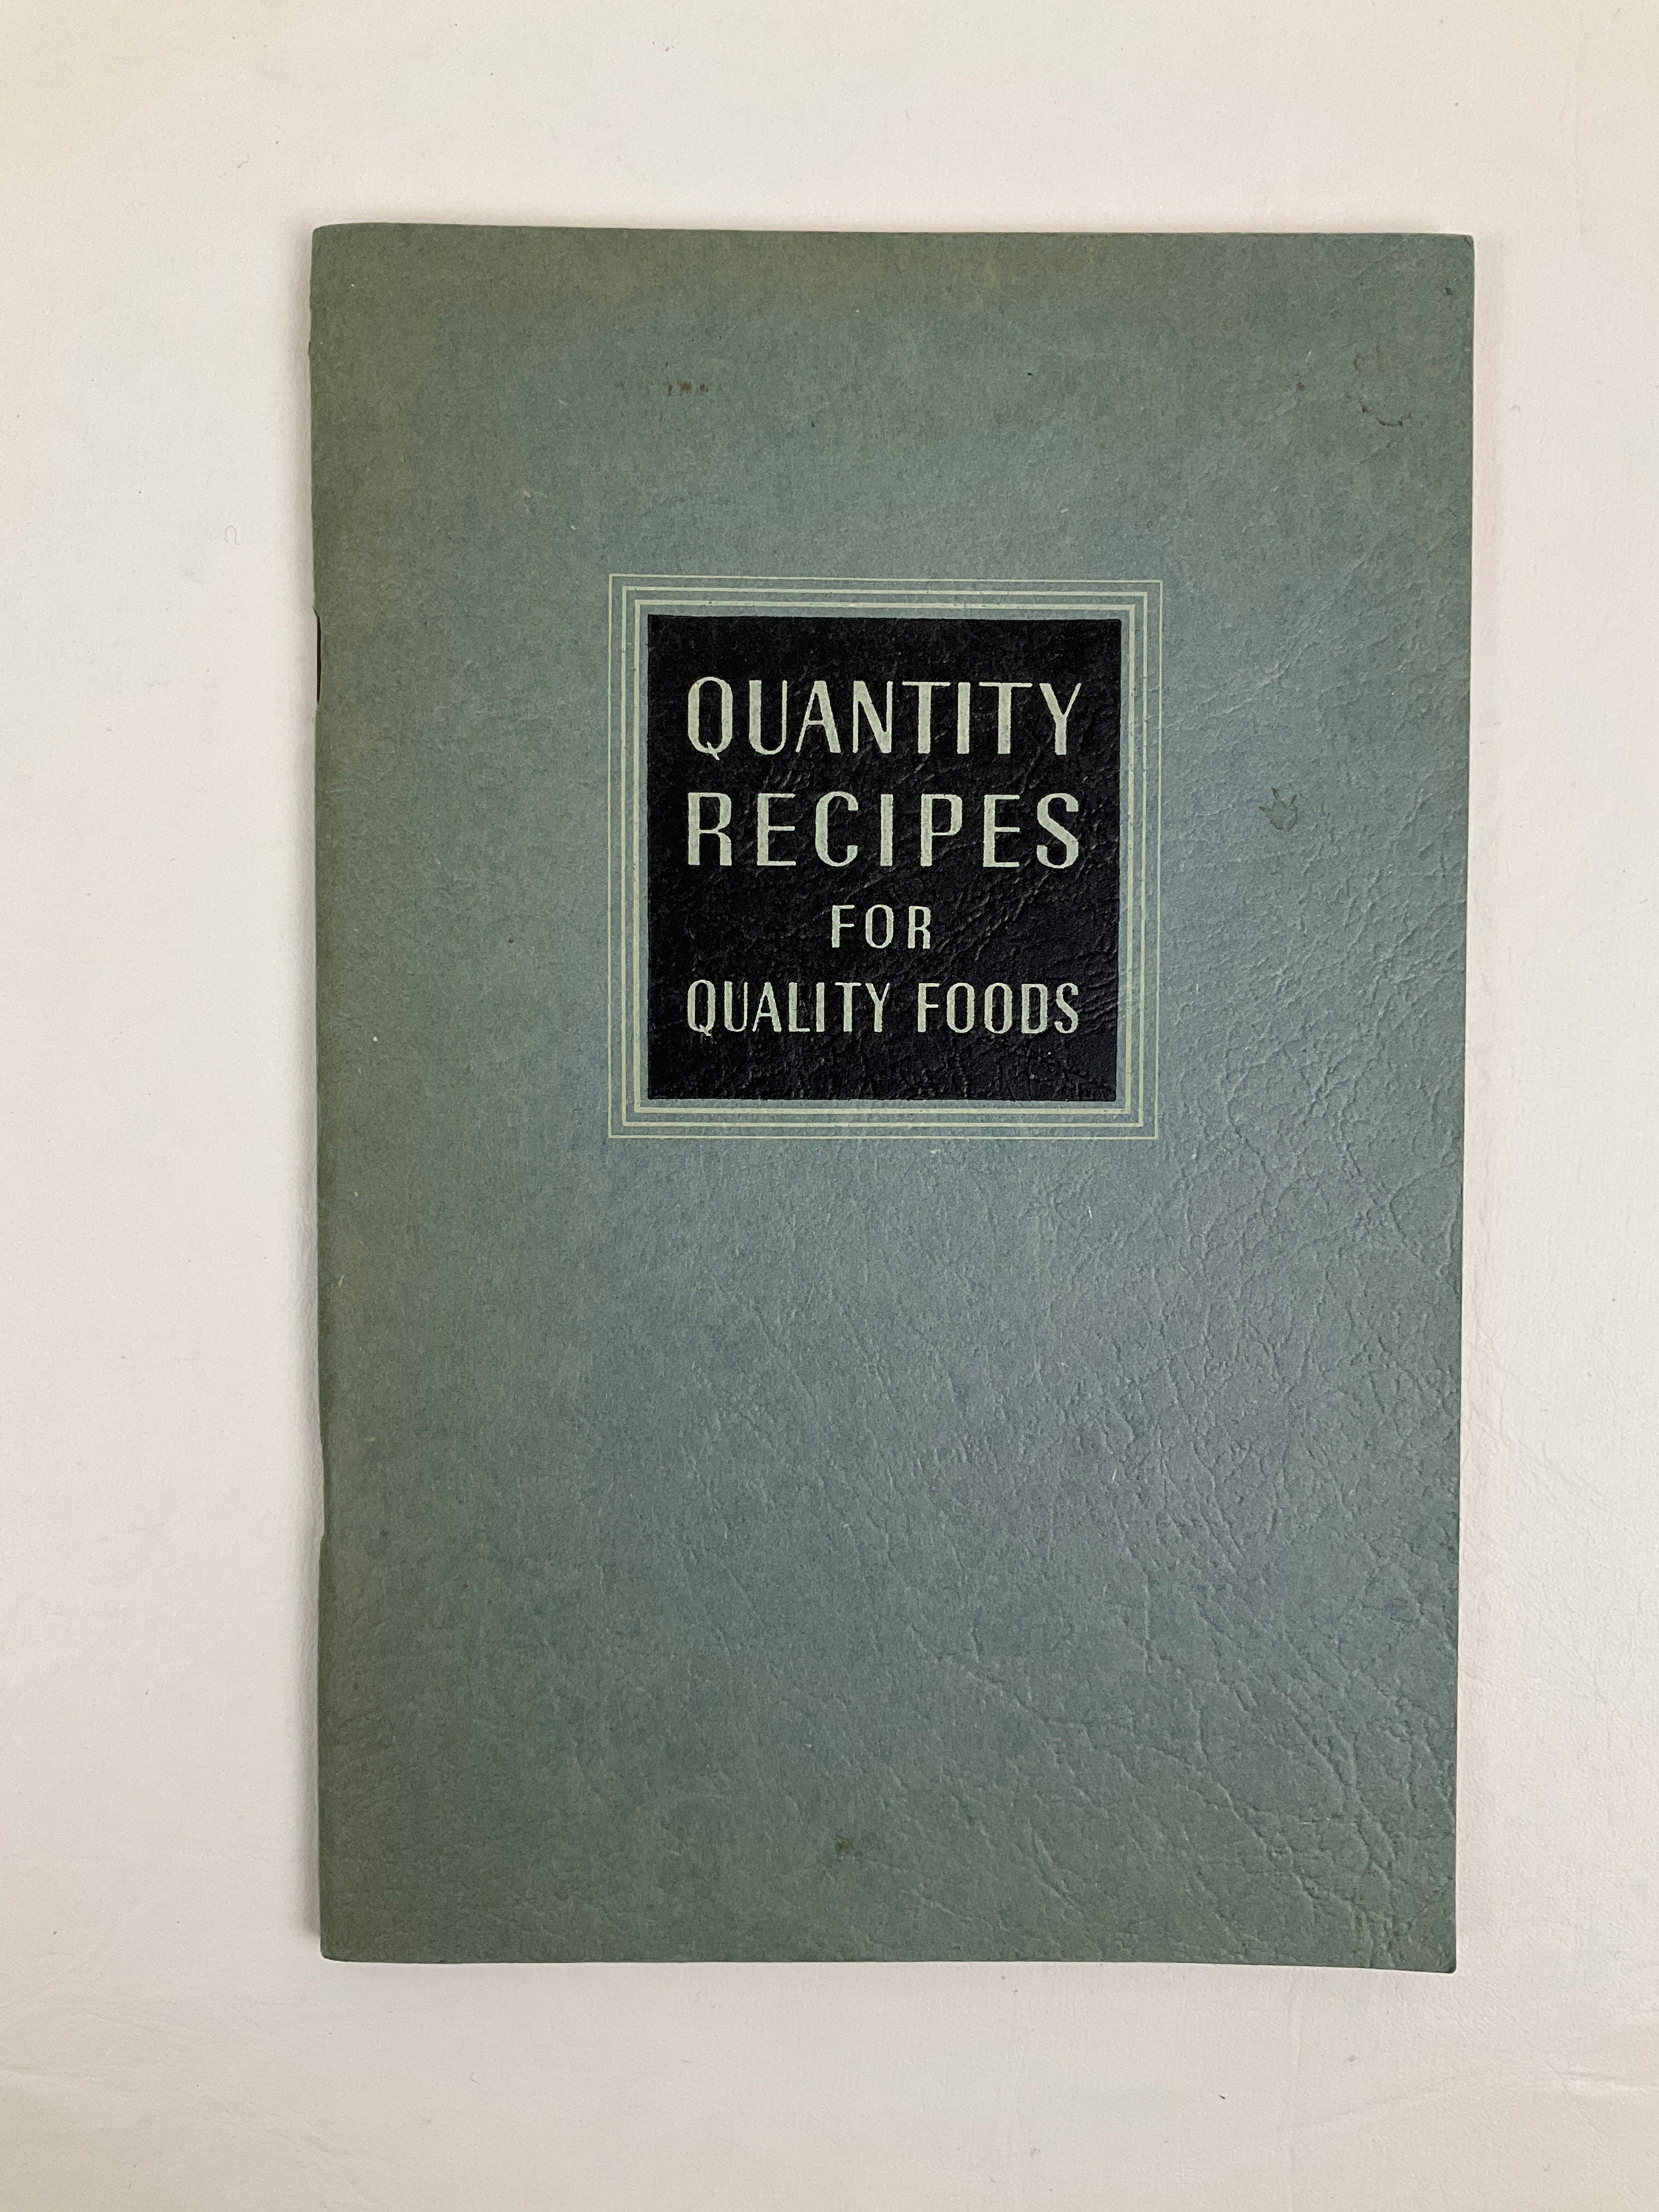 QUANTITY
RECIPES
FOR
QUALITY FOODS